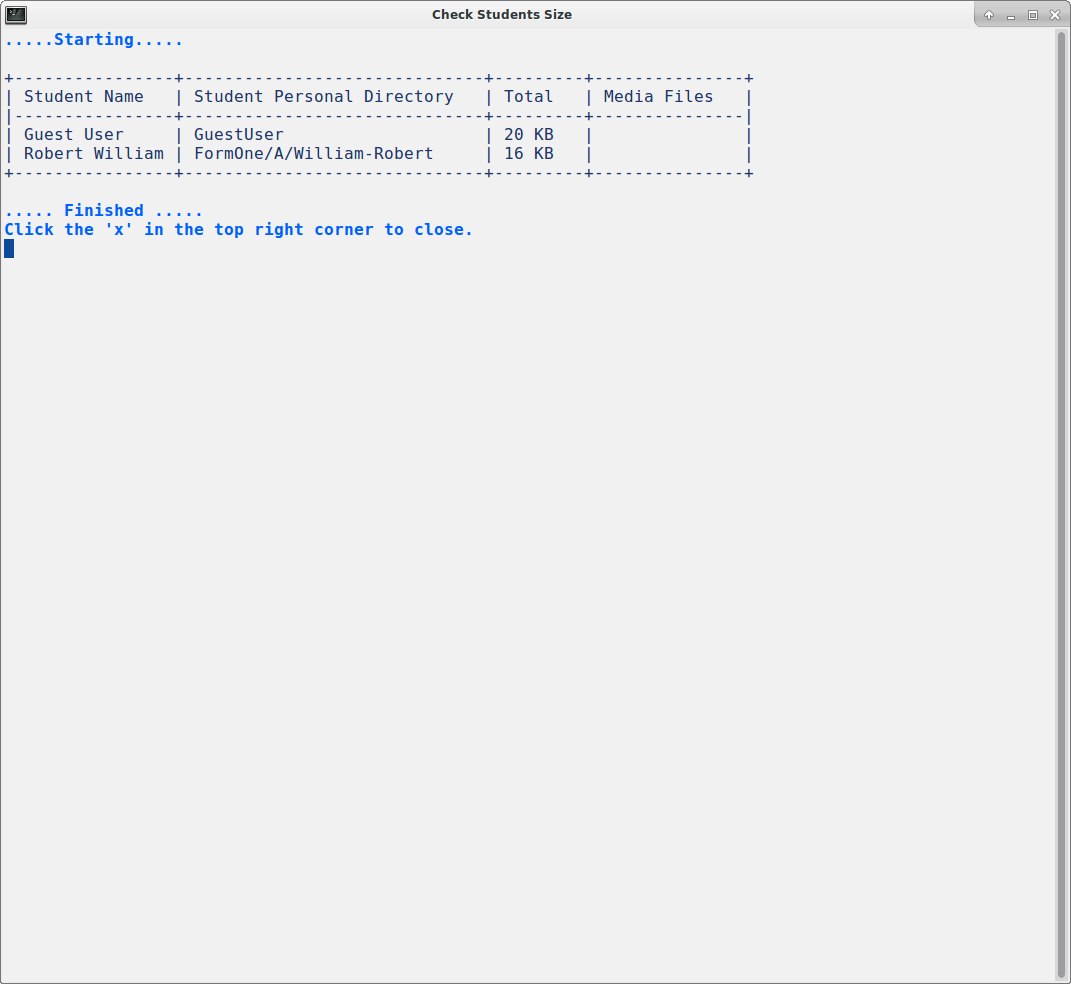 Check Students Size
.....Starting.....
+----------------+------------------------------+---------+---------------+
| Student Name   | Student Personal Directory   | Total   | Media Files   |
|----------------+------------------------------+---------+---------------|
| Guest User     | GuestUser                    | 20 KB   |               |
| Robert William | FormOne/A/William-Robert     | 16 KB   |               |
+----------------+------------------------------+---------+---------------+
..... Finished .....
Click the 'x' in the top right corner to close.